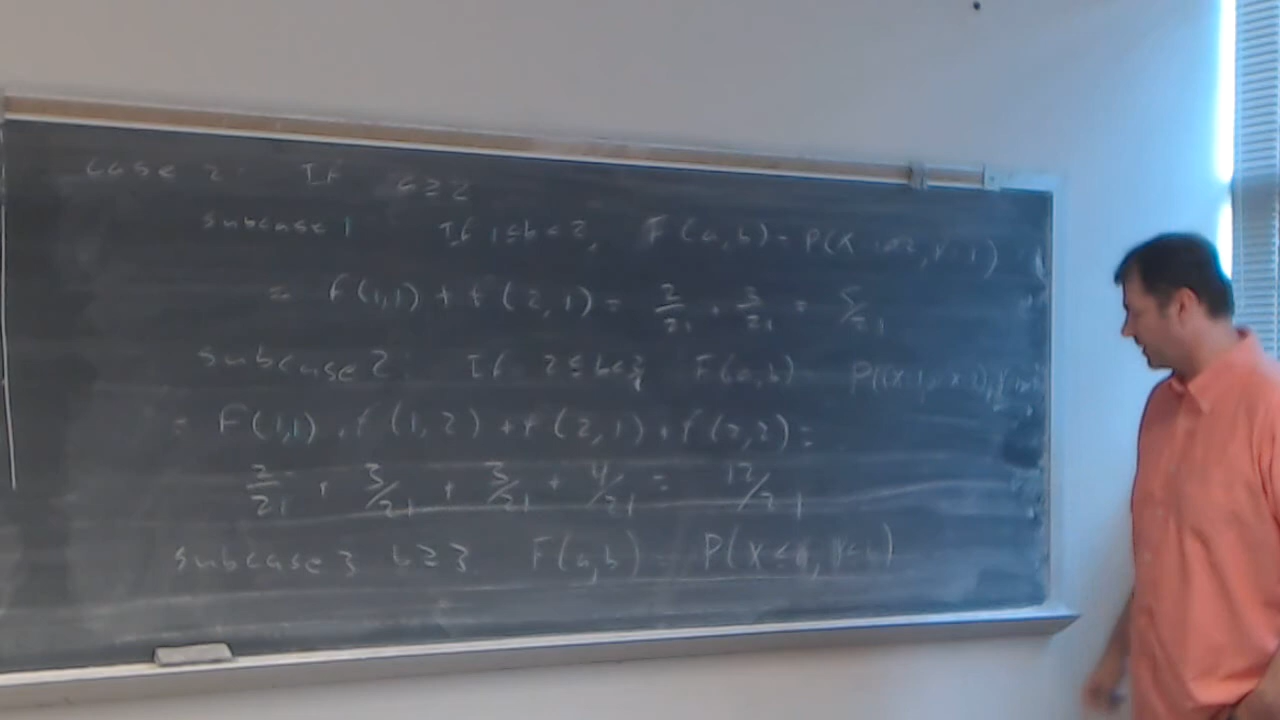 case 2: If a≥2
subcase 1 If 1≤b<2, F(a,b) = P(X
= f(1,1) + f(2,1) = 2/21 + 3/21 = 5/21
subcase 2: If 2≤b<3, F(a,b) =
= F(1,1) + f(1,2) + f(2,1) + f(2,2) =
2/21 + 3/21 + 3/21 + 4/21 = 12/21
subcase 3 b≥3 F(a,b) = P(X≤a, Y≤b)